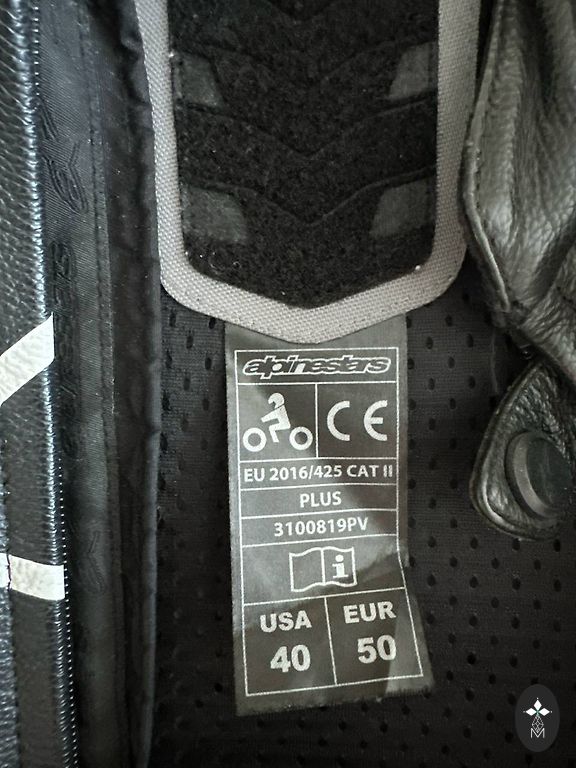 alpinestars
CE
EU 2016/425 CAT II
PLUS
3100819PV
i
USA
40
EUR
50
M